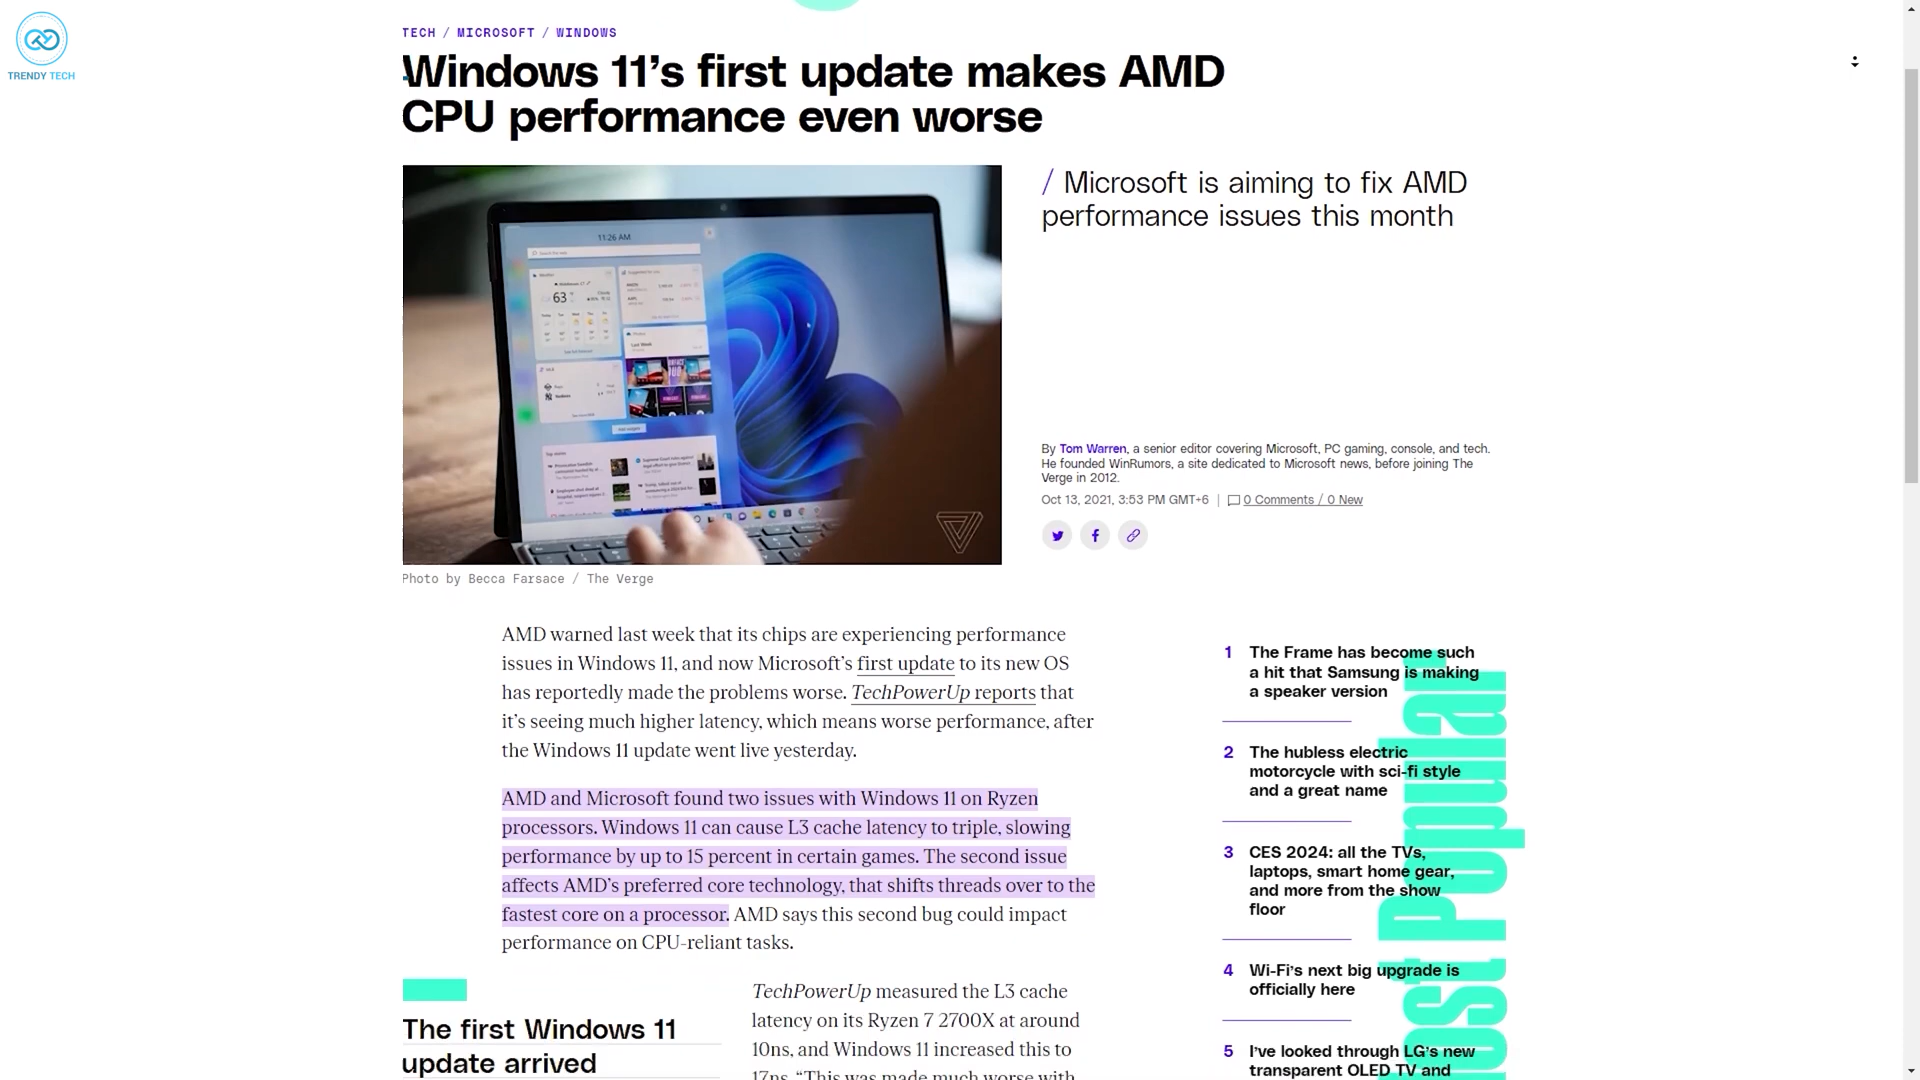 TRENDY TECH
TECH / MICROSOFT / WINDOWS
Windows 11’s first update makes AMD
CPU performance even worse
/ Microsoft is aiming to fix AMD
performance issues this month
11:26 AM
63
By Tom Warren, a senior editor covering Microsoft, PC gaming, console, and tech.
He founded WinRumors, a site dedicated to Microsoft news, before joining The
Verge in 2012.
Oct 13, 2021, 3:53 PM GMT+6 | 0 Comments / 0 New
Photo by Becca Farsace / The Verge
AMD warned last week that its chips are experiencing performance
issues in Windows 11, and now Microsoft’s first update to its new OS
has reportedly made the problems worse. TechPowerUp reports that
it’s seeing much higher latency, which means worse performance, after
the Windows 11 update went live yesterday.
AMD and Microsoft found two issues with Windows 11 on Ryzen
processors. Windows 11 can cause L3 cache latency to triple, slowing
performance by up to 15 percent in certain games. The second issue
affects AMD’s preferred core technology, that shifts threads over to the
fastest core on a processor. AMD says this second bug could impact
performance on CPU-reliant tasks.
The first Windows 11
update arrived
TechPowerUp measured the L3 cache
latency on its Ryzen 7 2700X at around
10ns, and Windows 11 increased this to
17ns. “This was made much worse with
Most Popular
1 The Frame has become such
a hit that Samsung is making
a speaker version
2 The hubless electric
motorcycle with sci-fi style
and a great name
3 CES 2024: all the TVs,
laptops, smart home gear,
and more from the show
floor
4 Wi-Fi’s next big upgrade is
officially here
5 I’ve looked through LG’s new
transparent OLED TV and